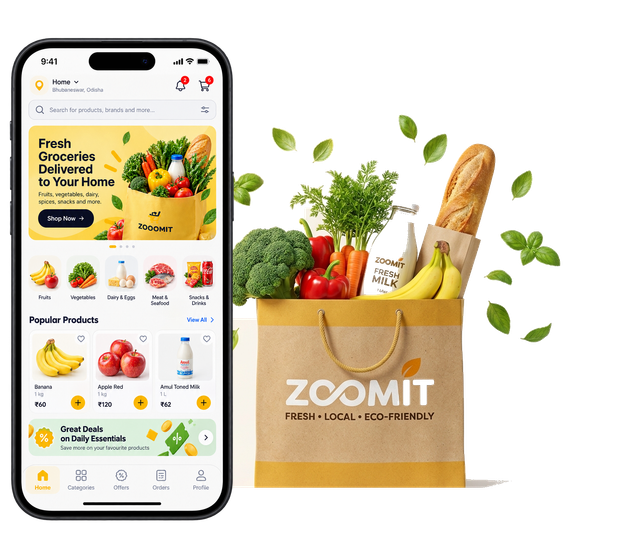 9:41
Home
Bhubaneswar, Odisha
2
Search for products, brands and more...
Fresh
Groceries
Delivered
to Your Home
Fruits, vegetables, dairy,
spices, snacks and more.
Shop Now →
ZOOOMIT
Fruits
Vegetables
Dairy & Eggs
Meat &
Seafood
Snacks &
Drinks
Popular Products
View All >
Banana
1 kg
₹60
+
Apple Red
1 kg
₹120
+
Amul
Amul Toned Milk
1 L
₹62
+
Great Deals
on Daily Essentials
Save more on your favourite products
%
%
Home
Categories
Offers
Orders
Profile
ZOOMIT
FRESH
MILK
ZOOMIT
FRESH • LOCAL • ECO-FRIENDLY